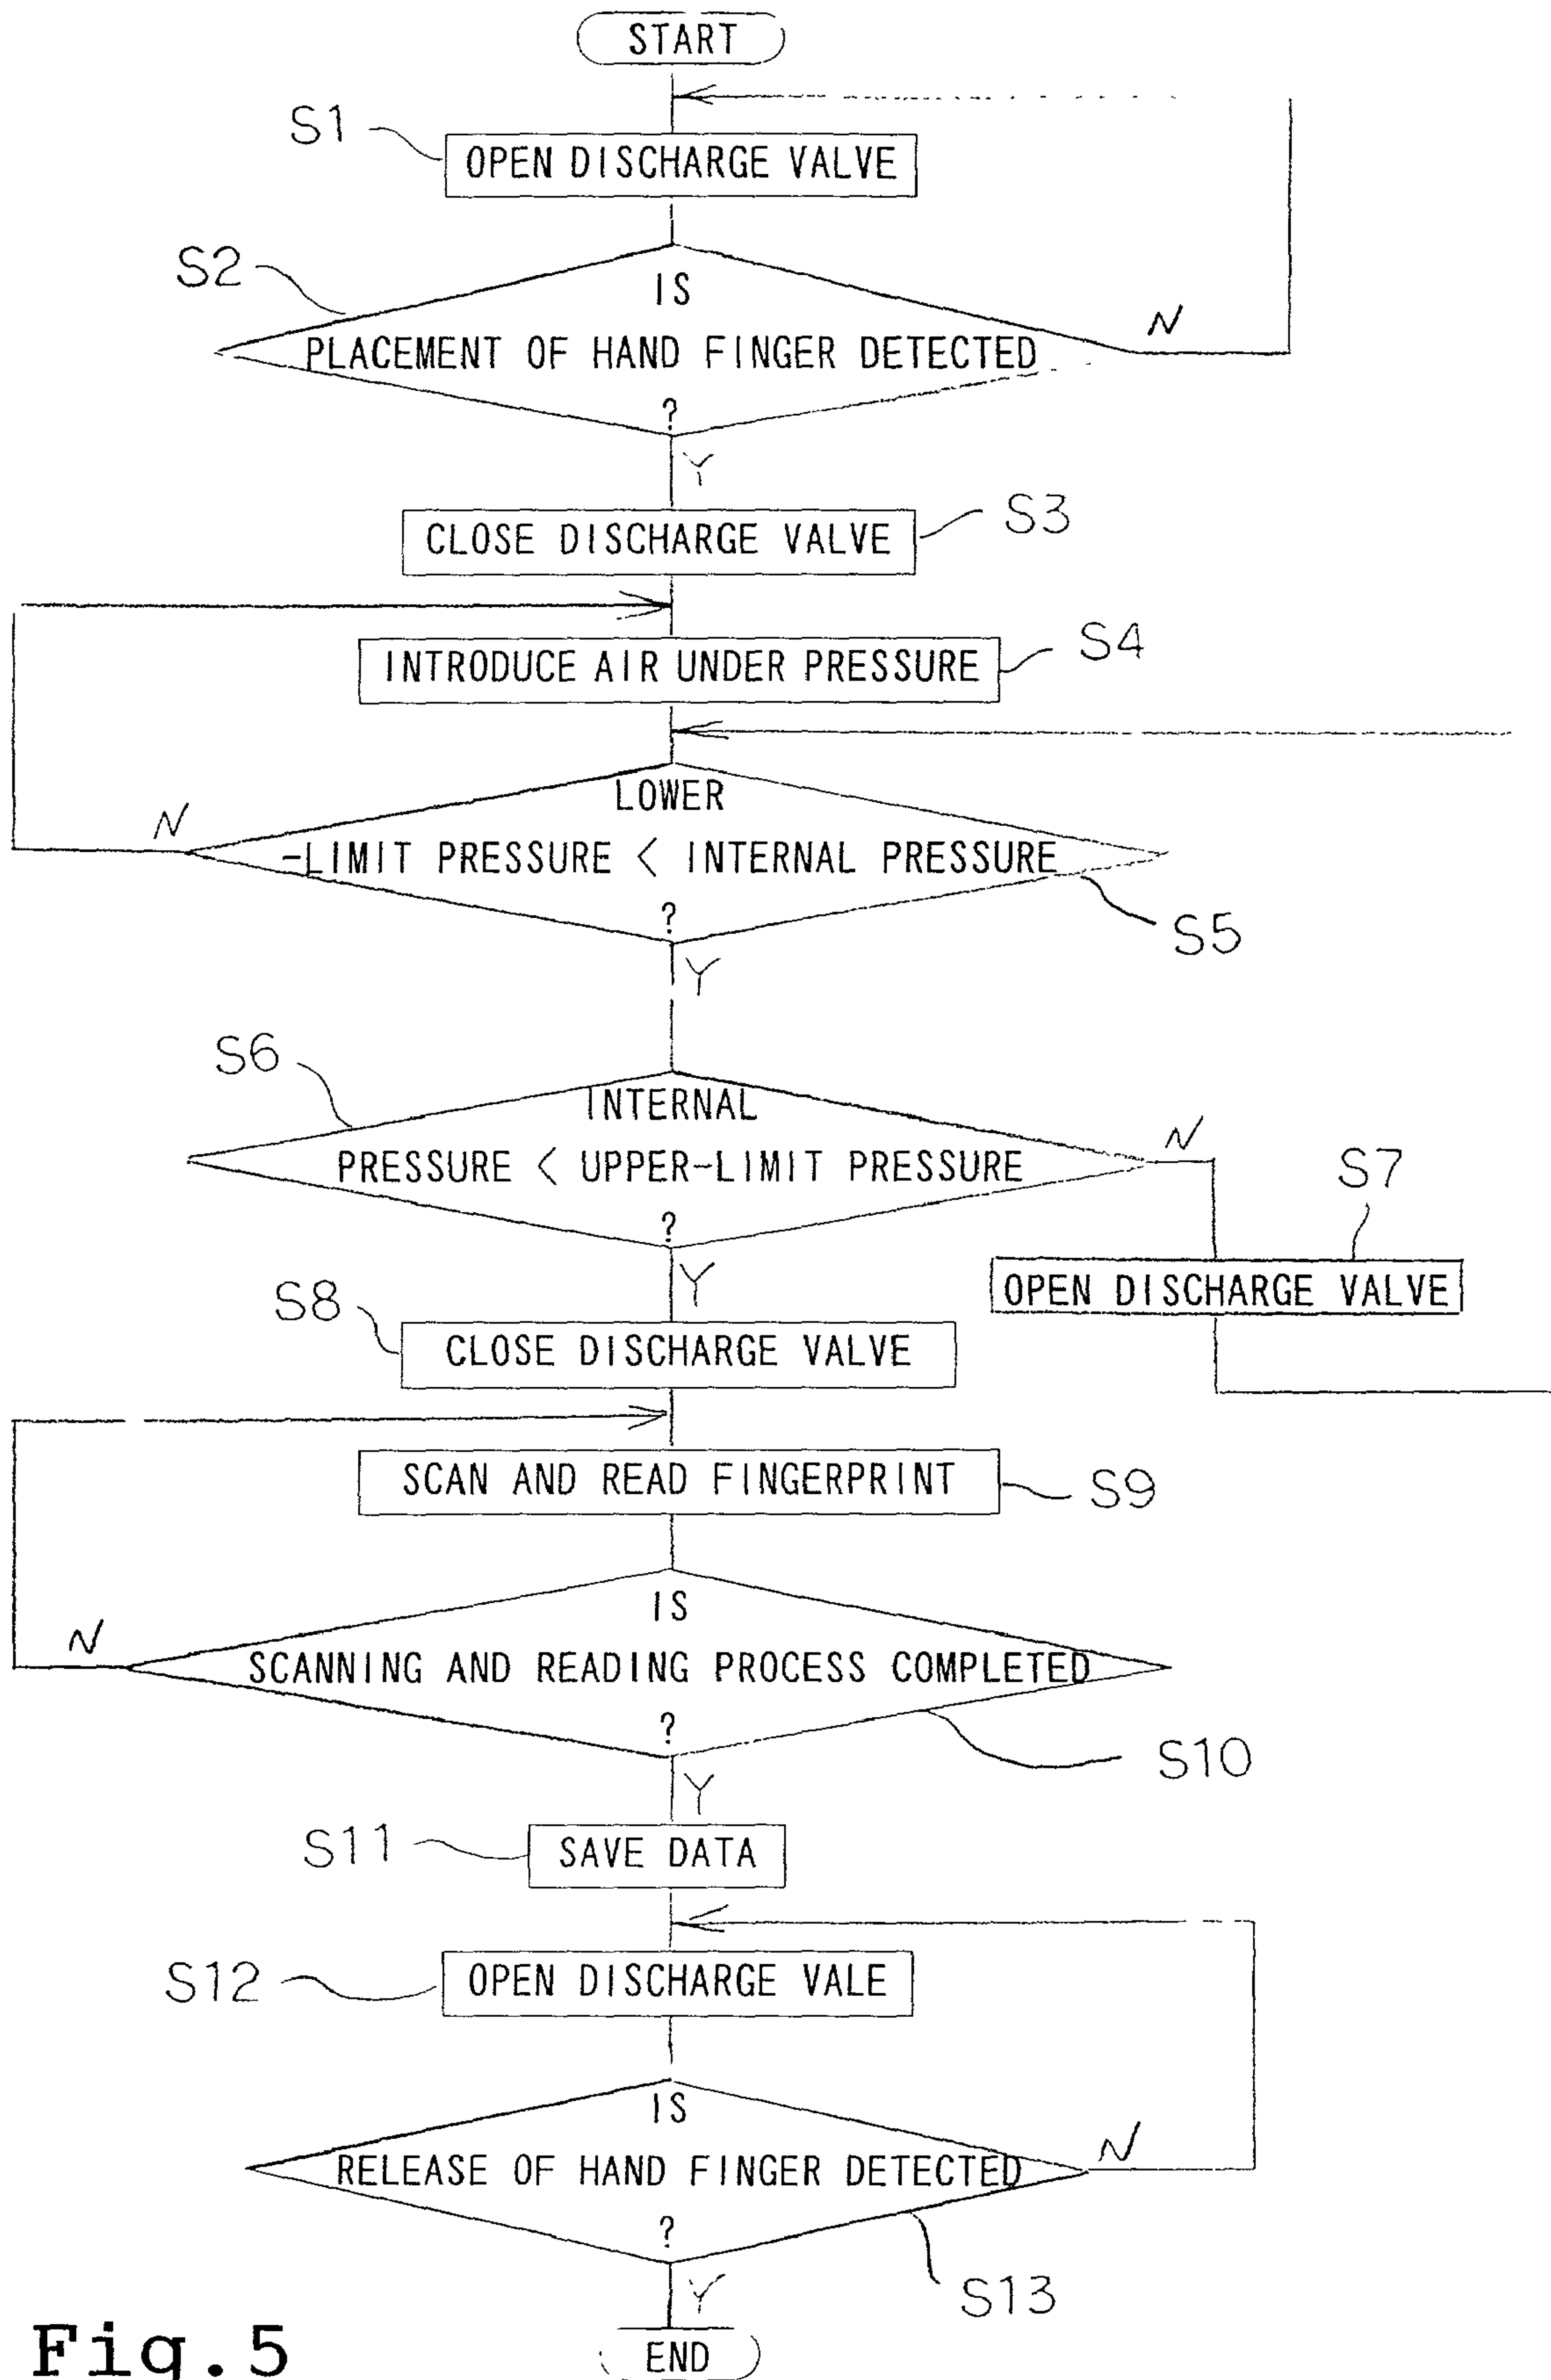 START
S1
OPEN DISCHARGE VALVE
S2
IS
PLACEMENT OF HAND FINGER DETECTED
?
N
Y
CLOSE DISCHARGE VALVE
S3
INTRODUCE AIR UNDER PRESSURE
S4
LOWER
-LIMIT PRESSURE < INTERNAL PRESSURE
?
N
S5
Y
S6
INTERNAL
PRESSURE < UPPER-LIMIT PRESSURE
?
N
S7
OPEN DISCHARGE VALVE
Y
S8
CLOSE DISCHARGE VALVE
SCAN AND READ FINGERPRINT
S9
IS
SCANNING AND READING PROCESS COMPLETED
?
N
S10
Y
S11
SAVE DATA
S12
OPEN DISCHARGE VALE
IS
RELEASE OF HAND FINGER DETECTED
?
N
S13
Y
END
Fig.5